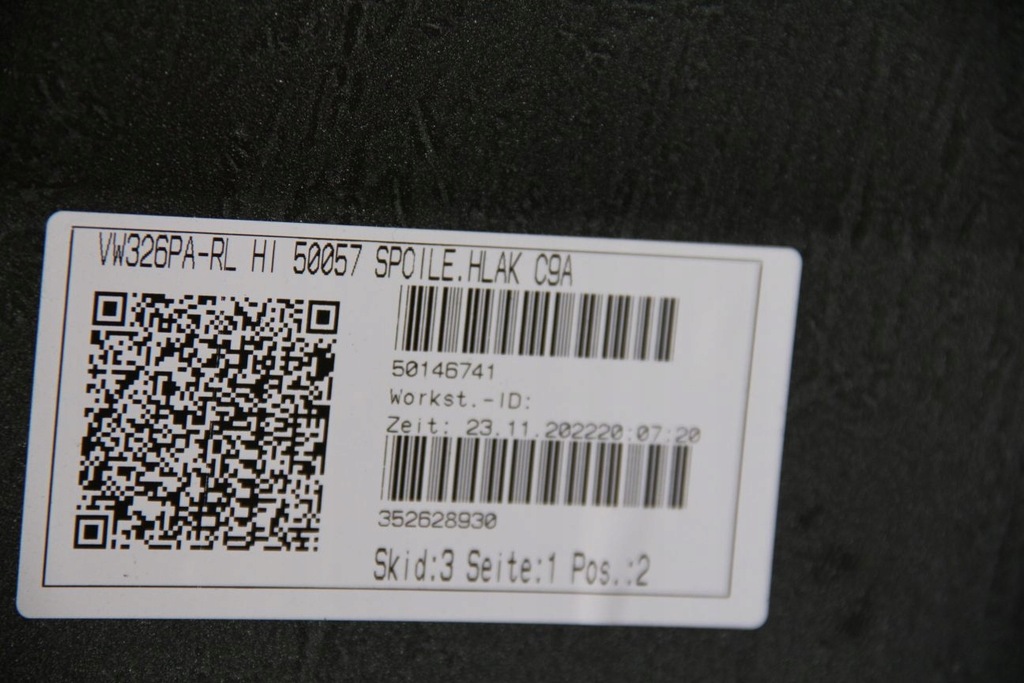 VW326PA-RL HI 50057 SPOILE.HLAK C9A
50146741
Workst.-ID:
Zeit: 23.11.202220:07:20
352628930
Skid:3 Seite:1 Pos.:2